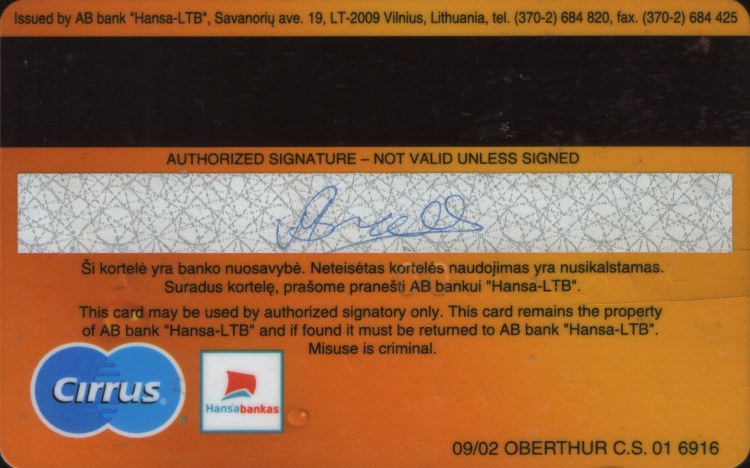 Issued by AB bank "Hansa-LTB", Savanorių ave. 19, LT-2009 Vilnius, Lithuania, tel. (370-2) 684 820, fax. (370-2) 684 425
AUTHORIZED SIGNATURE – NOT VALID UNLESS SIGNED
Ši kortelė yra banko nuosavybė. Neteisėtas kortelės naudojimas yra nusikalstamas.
Suradus kortelę, prašome pranešti AB bankui "Hansa-LTB".
This card may be used by authorized signatory only. This card remains the property
of AB bank "Hansa-LTB" and if found it must be returned to AB bank "Hansa-LTB".
Misuse is criminal.
Cirrus
Hansabankas
09/02 OBERTHUR C.S. 01 6916